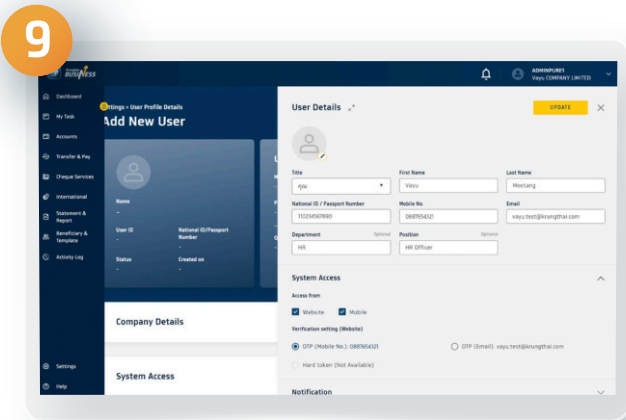 9
Krungthai
BUSINESS
ADMINPURE1
Vayu COMPANY LIMITED
Dashboard
My Task
Accounts
Transfer & Pay
Cheque Services
International
Statement & Report
Beneficiary & Template
Activity Log
Settings
Help
Settings > User Profile Details
Add New User
Name
-
User ID
-
National ID/Passport Number
-
Status
-
Created on
-
Company Details
System Access
User Details
UPDATE
Title
First Name
Last Name
คุณ
Vayu
Meetang
National ID / Passport Number
Mobile No.
Email
0887654321
vayu.test@krungthai.com
Department
Optional
Position
Optional
HR
HR Officer
System Access
Access from
Website
Mobile
Verification setting (Website)
OTP (Mobile No.): 0887654321
OTP (Email): vayu.test@krungthai.com
Hard token (Not Available)
Notification